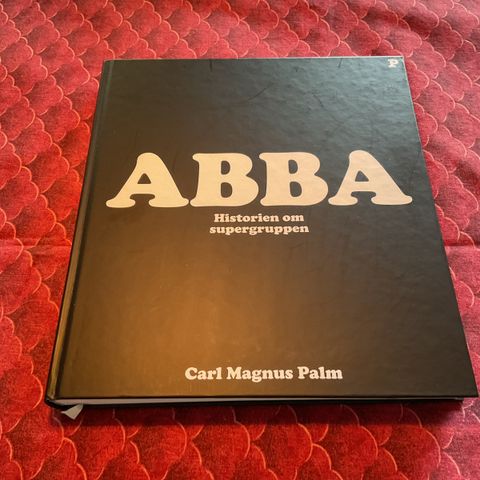 P
ABBA
Historien om
supergruppen
Carl Magnus Palm